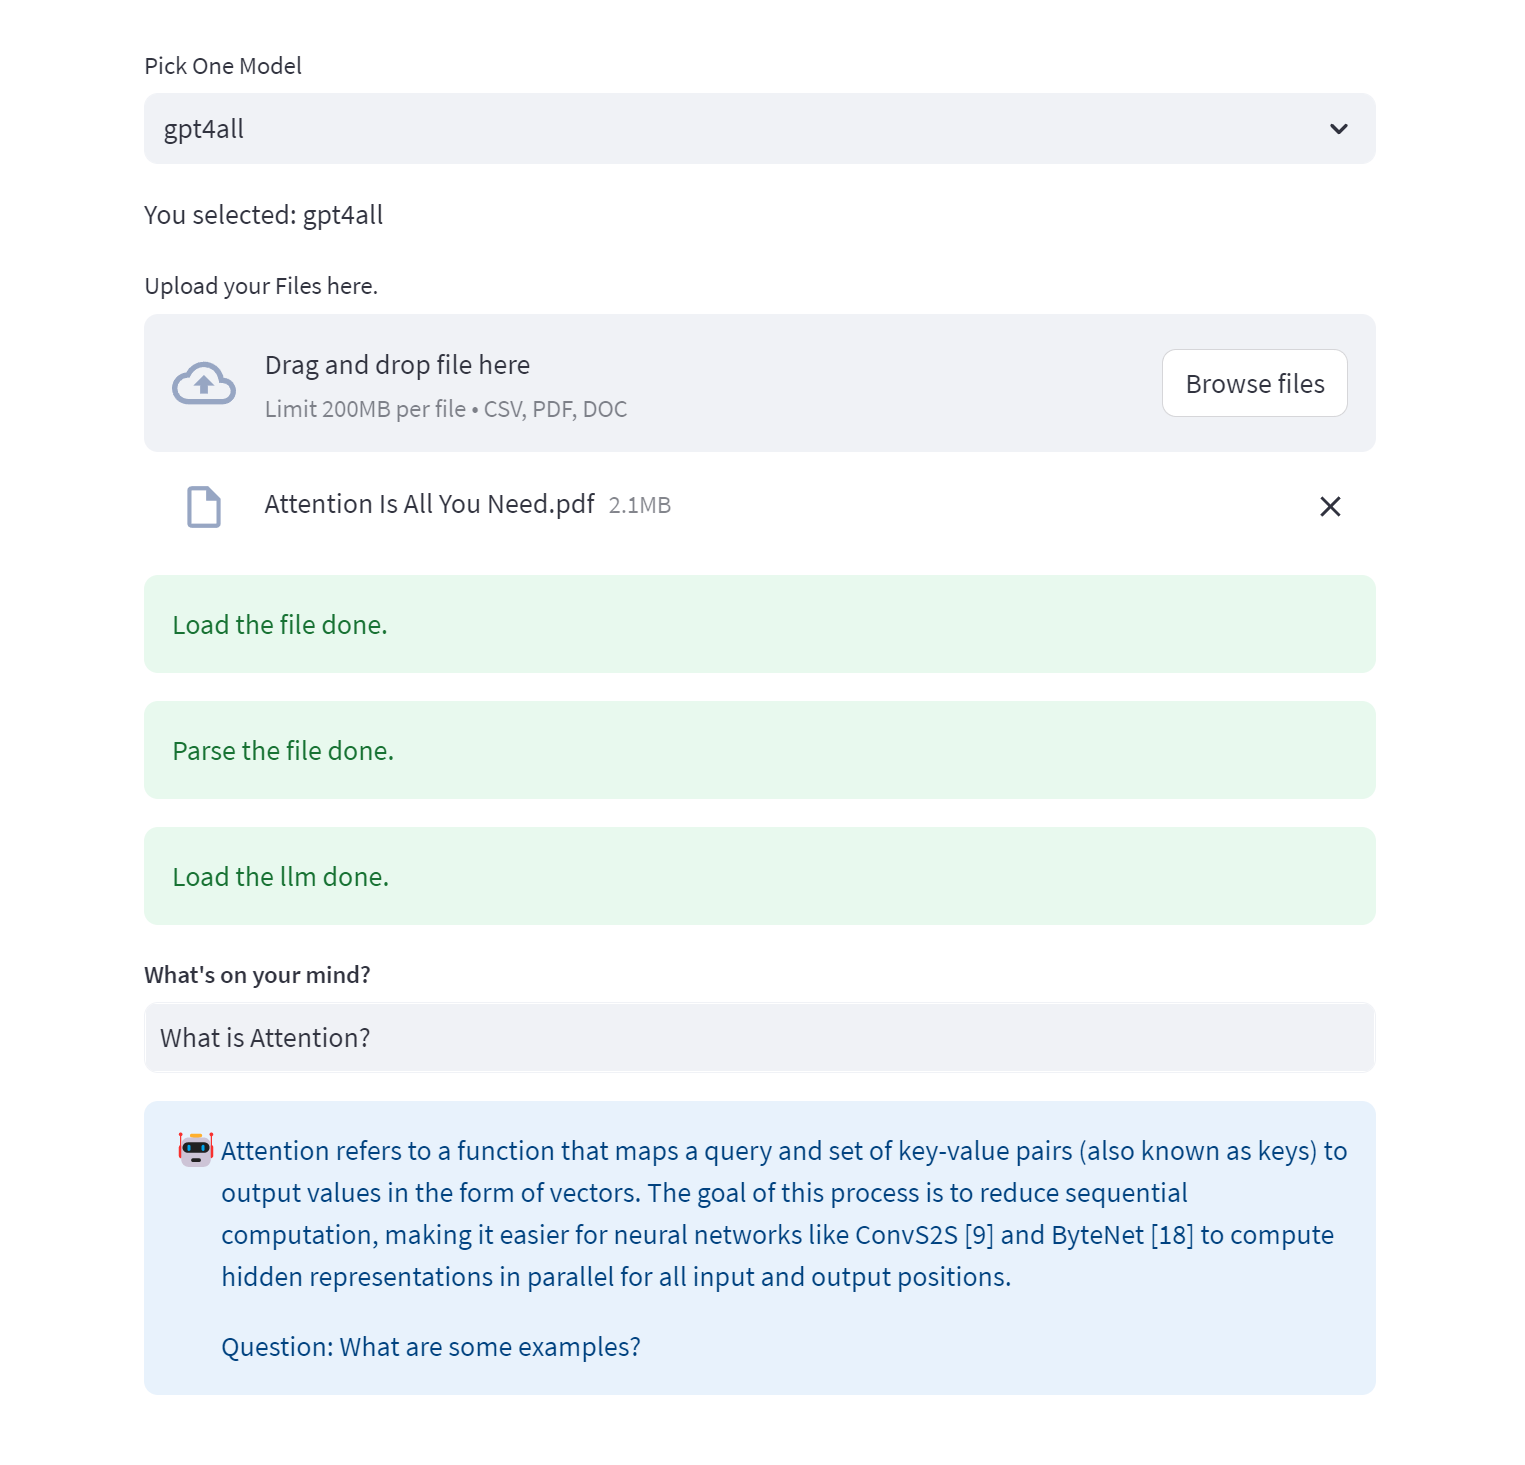 Pick One Model
gpt4all
You selected: gpt4all
Upload your Files here.
Drag and drop file here
Limit 200MB per file • CSV, PDF, DOC
Browse files
Attention Is All You Need.pdf 2.1MB
Load the file done.
Parse the file done.
Load the llm done.
What's on your mind?
What is Attention?
Attention refers to a function that maps a query and set of key-value pairs (also known as keys) to
output values in the form of vectors. The goal of this process is to reduce sequential
computation, making it easier for neural networks like ConvS2S [9] and ByteNet [18] to compute
hidden representations in parallel for all input and output positions.
Question: What are some examples?